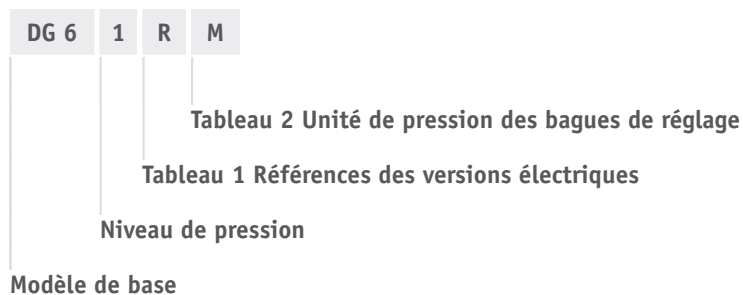 DG 6 1 R M
Tableau 2 Unité de pression des bagues de réglage
Tableau 1 Références des versions électriques
Niveau de pression
Modèle de base